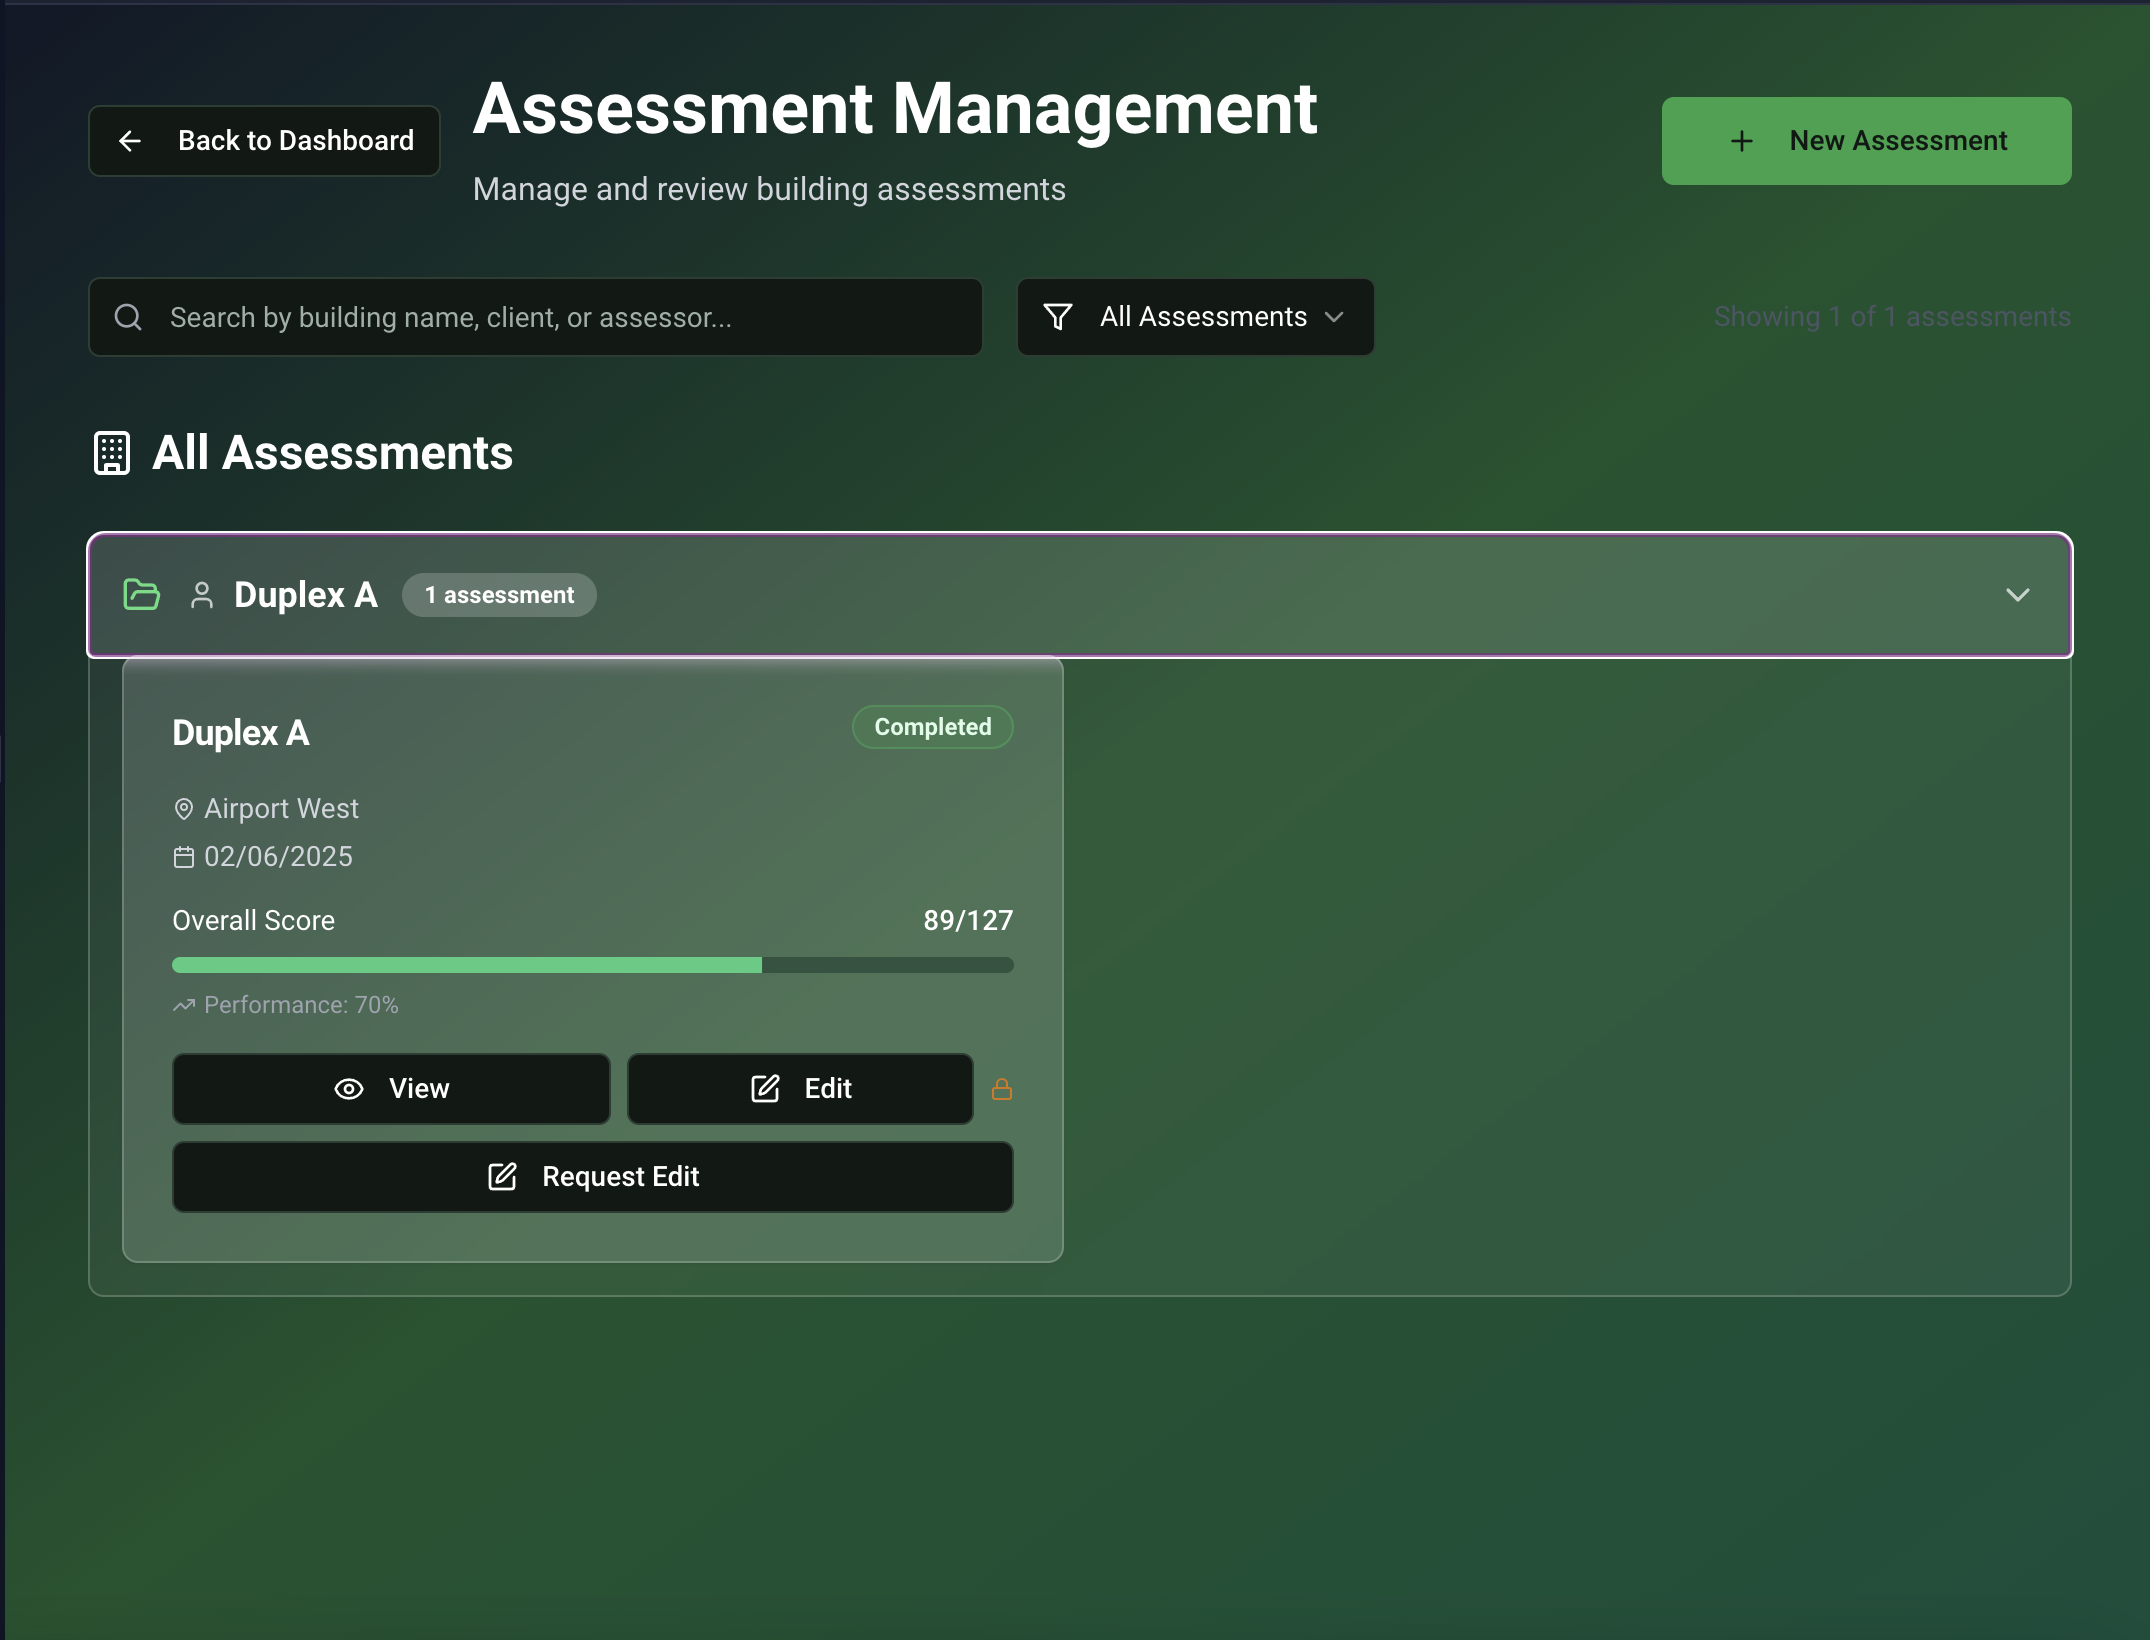 Back to Dashboard
Assessment Management
Manage and review building assessments
New Assessment
Search by building name, client, or assessor...
All Assessments
Showing 1 of 1 assessments
All Assessments
Duplex A
1 assessment
Duplex A
Completed
Airport West
02/06/2025
Overall Score
89/127
Performance: 70%
View
Edit
Request Edit